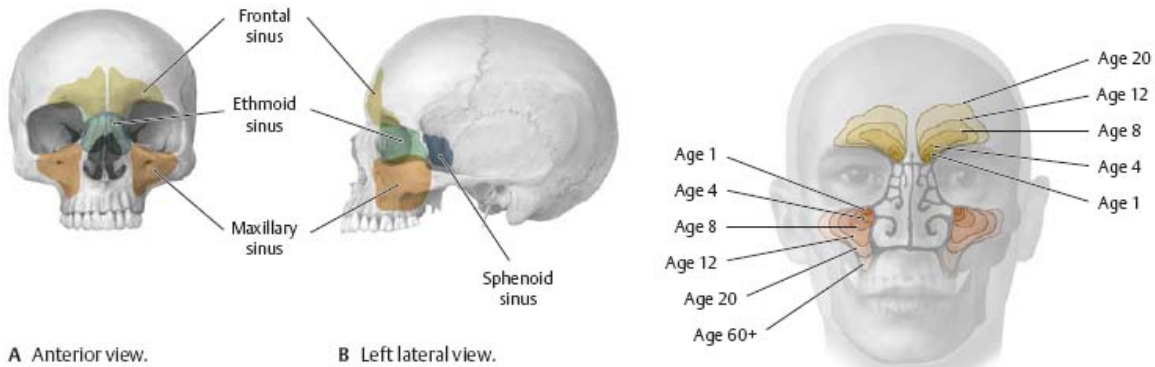 Frontal
sinus
Ethmoid
sinus
Maxillary
sinus
Sphenoid
sinus
A Anterior view.
B Left lateral view.
Age 20
Age 12
Age 8
Age 4
Age 1
Age 1
Age 4
Age 8
Age 12
Age 20
Age 60+